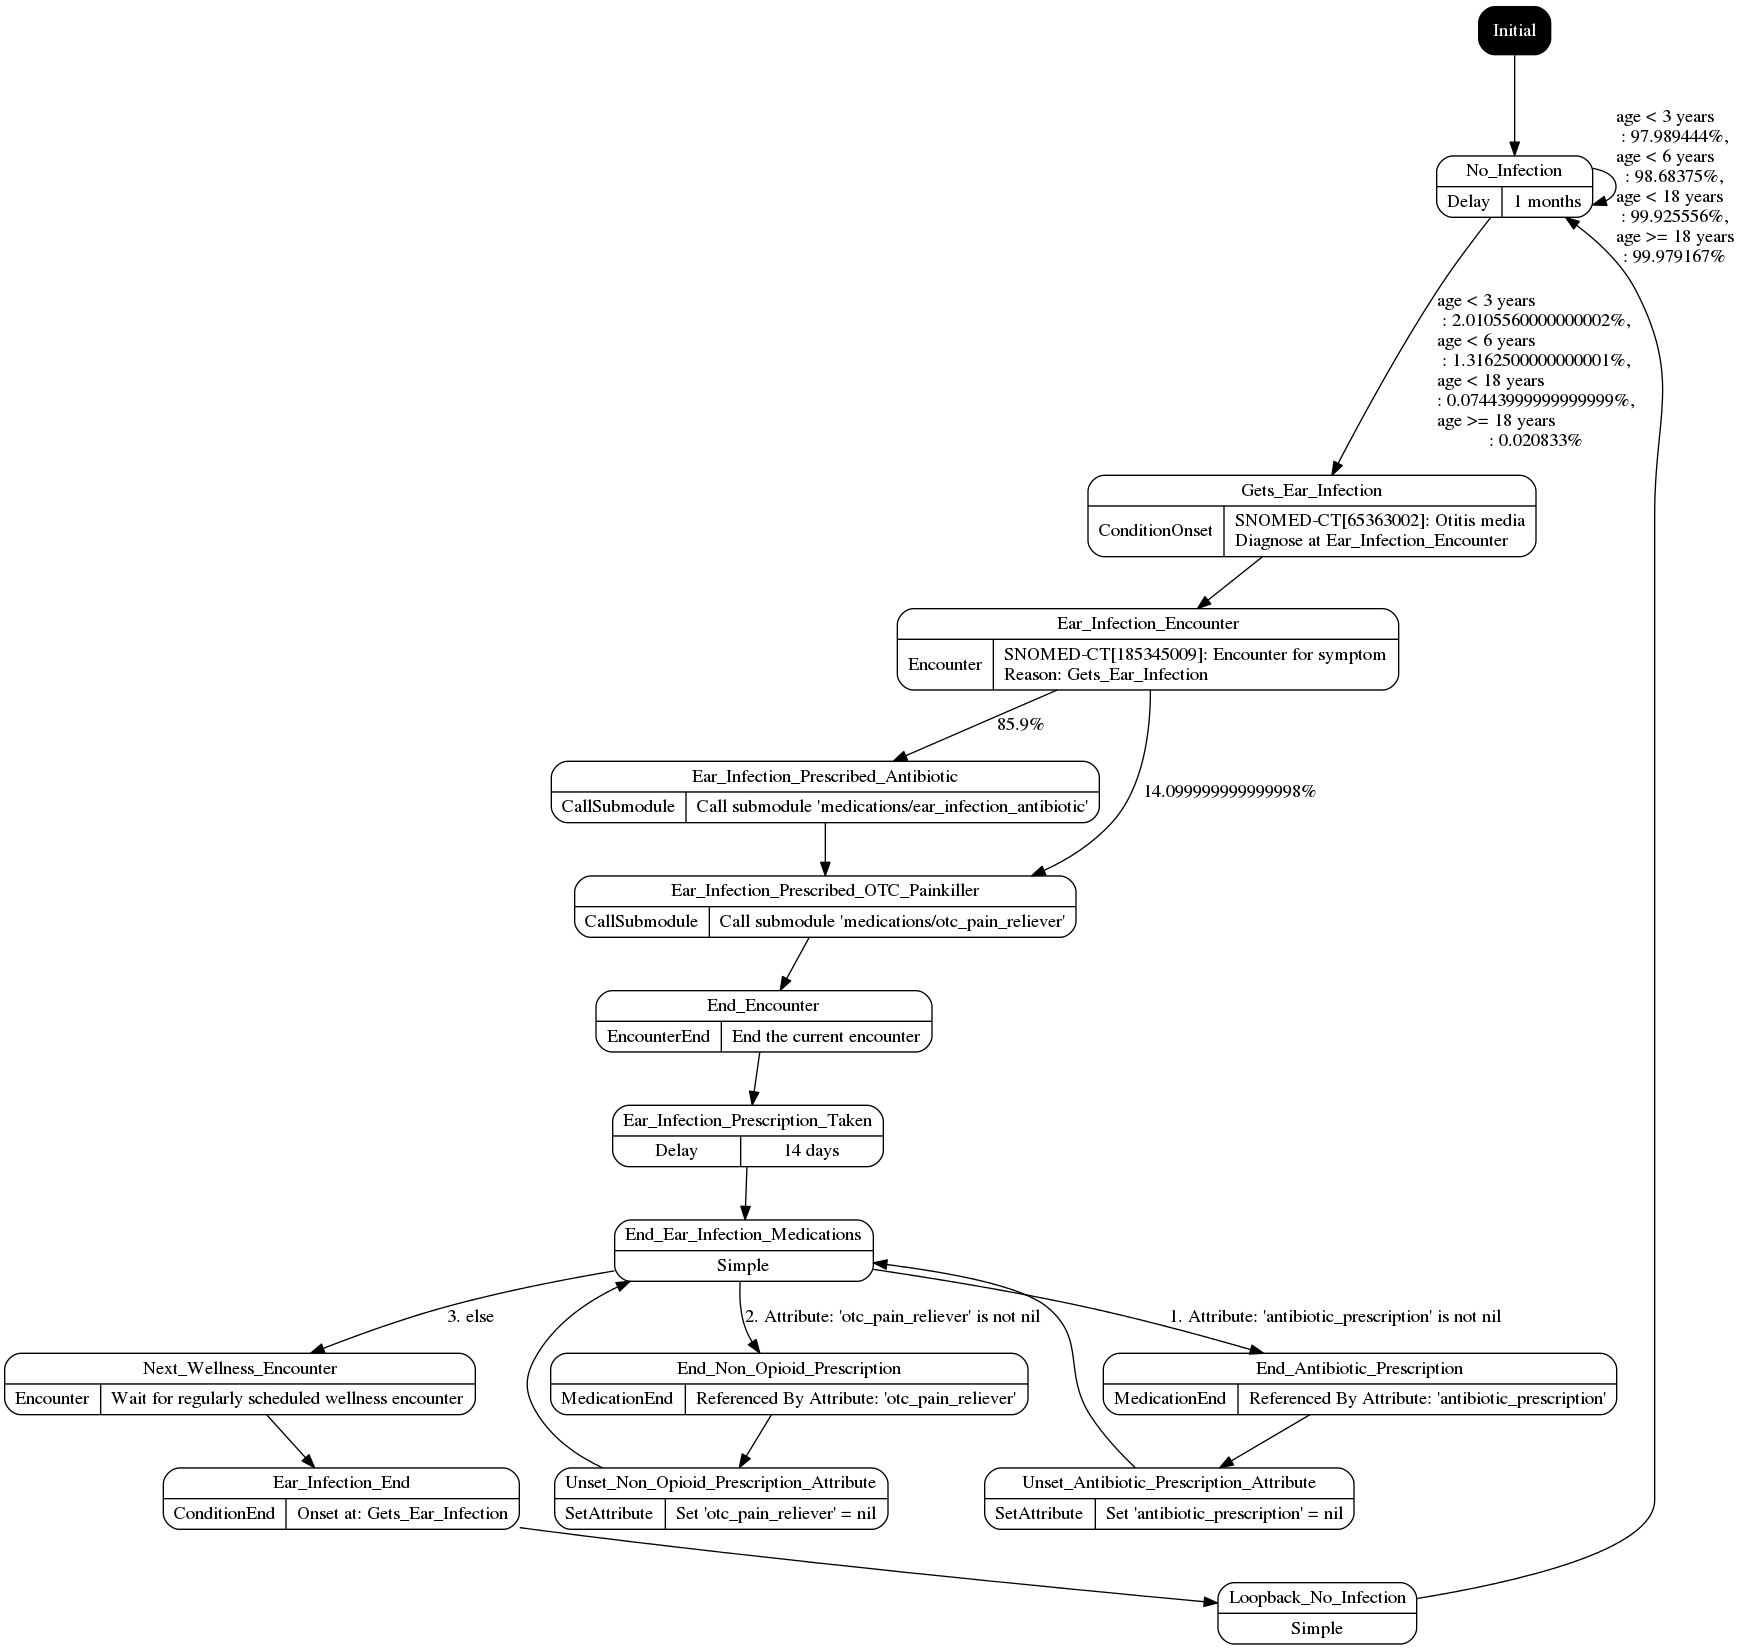 Initial
age < 3 years
: 97.989444%,
age < 6 years
: 98.68375%,
age < 18 years
: 99.925556%,
age >= 18 years
: 99.979167%
No_Infection
Delay
1 months
age < 3 years
: 2.0105560000000002%,
age < 6 years
: 1.3162500000000001%,
age < 18 years
: 0.07443999999999999%,
age >= 18 years
: 0.020833%
Gets_Ear_Infection
ConditionOnset
SNOMED-CT[65363002]: Otitis media
Diagnose at Ear_Infection_Encounter
Ear_Infection_Encounter
Encounter
SNOMED-CT[185345009]: Encounter for symptom
Reason: Gets_Ear_Infection
85.9%
14.099999999999998%
Ear_Infection_Prescribed_Antibiotic
CallSubmodule
Call submodule 'medications/ear_infection_antibiotic'
Ear_Infection_Prescribed_OTC_Painkiller
CallSubmodule
Call submodule 'medications/otc_pain_reliever'
End_Encounter
EncounterEnd
End the current encounter
Ear_Infection_Prescription_Taken
Delay
14 days
End_Ear_Infection_Medications
Simple
3. else
2. Attribute: 'otc_pain_reliever' is not nil
1. Attribute: 'antibiotic_prescription' is not nil
Next_Wellness_Encounter
Encounter
Wait for regularly scheduled wellness encounter
End_Non_Opioid_Prescription
MedicationEnd
Referenced By Attribute: 'otc_pain_reliever'
End_Antibiotic_Prescription
MedicationEnd
Referenced By Attribute: 'antibiotic_prescription'
Ear_Infection_End
ConditionEnd
Onset at: Gets_Ear_Infection
Unset_Non_Opioid_Prescription_Attribute
SetAttribute
Set 'otc_pain_reliever' = nil
Unset_Antibiotic_Prescription_Attribute
SetAttribute
Set 'antibiotic_prescription' = nil
Loopback_No_Infection
Simple